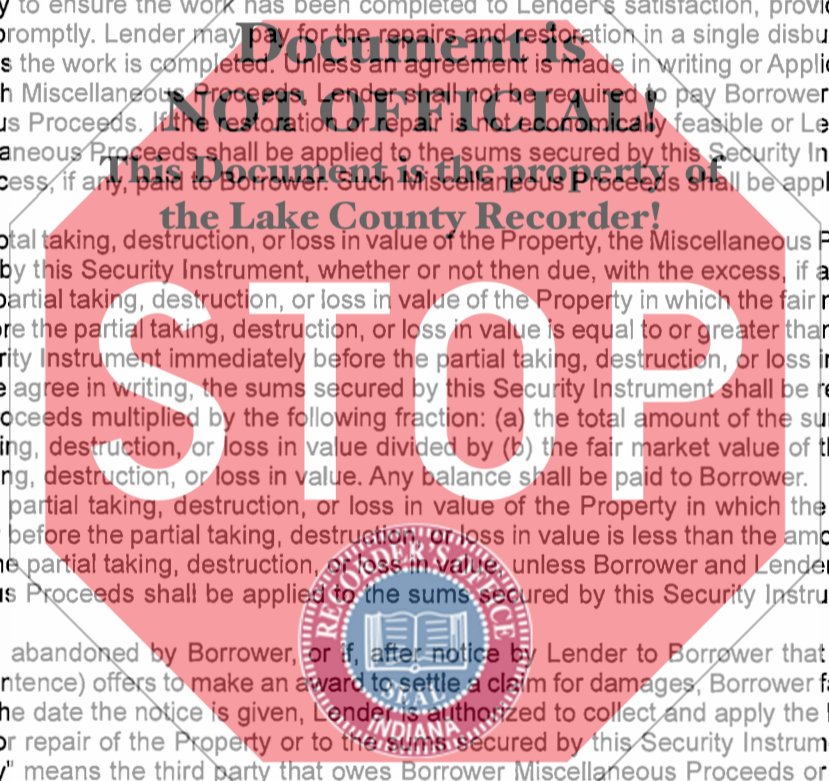 y to ensure the work has been completed to Lender's satisfaction, provid
promptly. Lender may pay for the repairs and restoration in a single disbu
Document is
s the work is completed. Unless an agreement is made in writing or Applic
h Miscellaneous Proceeds, Lender shall not be required to pay Borrower
NOT OFFICIAL!
us Proceeds. If the restoration or repair is not economically feasible or Le
aneous Proceeds shall be applied to the sums secured by this Security In
This Document is the property of
cess, if any, paid to Borrower. Such Miscellaneous Proceeds shall be appl
the Lake County Recorder!
otal taking, destruction, or loss in value of the Property, the Miscellaneous P
by this Security Instrument, whether or not then due, with the excess, if a
partial taking, destruction, or loss in value of the Property in which the fair
re the partial taking, destruction, or loss in value is equal to or greater than
rity Instrument immediately before the partial taking, destruction, or loss in
e agree in writing, the sums secured by this Security Instrument shall be re
oceeds multiplied by the following fraction: (a) the total amount of the su
STOP
ing, destruction, or loss in value divided by (b) the fair market value of t
ng, destruction, or loss in value. Any balance shall be paid to Borrower.
partial taking, destruction, or loss in value of the Property in which the
before the partial taking, destruction, or loss in value is less than the amo
e partial taking, destruction, or loss in value, unless Borrower and Lender
s Proceeds shall be applied to the sums secured by this Security Instru
RECORDER'S OFFICE
abandoned by Borrower, or if, after notice by Lender to Borrower that
ntence) offers to make an award to settle a claim for damages, Borrower fa
SEAL
he date the notice is given, Lender is authorized to collect and apply the
INDIANA
or repair of the Property or to the sums secured by this Security Instrum
y" means the third party that owes Borrower Miscellaneous Proceeds or